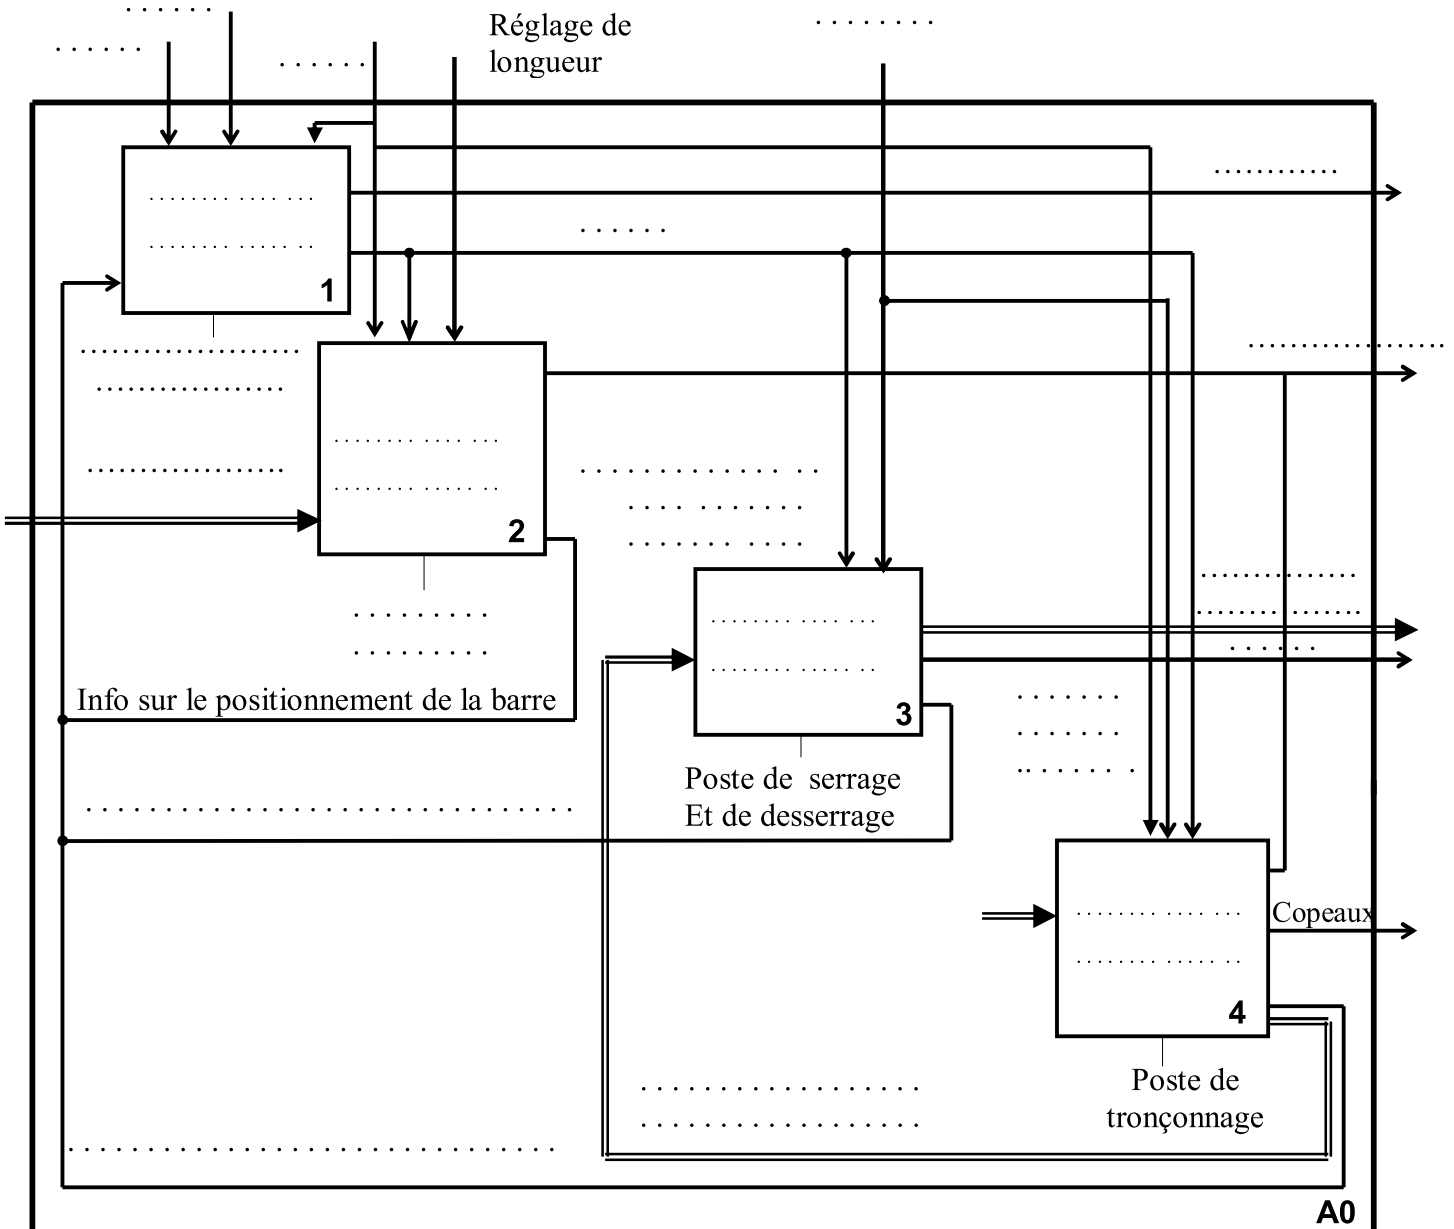 Réglage de
longueur
1
2
Info sur le positionnement de la barre
3
Poste de serrage
Et de desserrage
Copeaux
4
Poste de
tronçonnage
A0